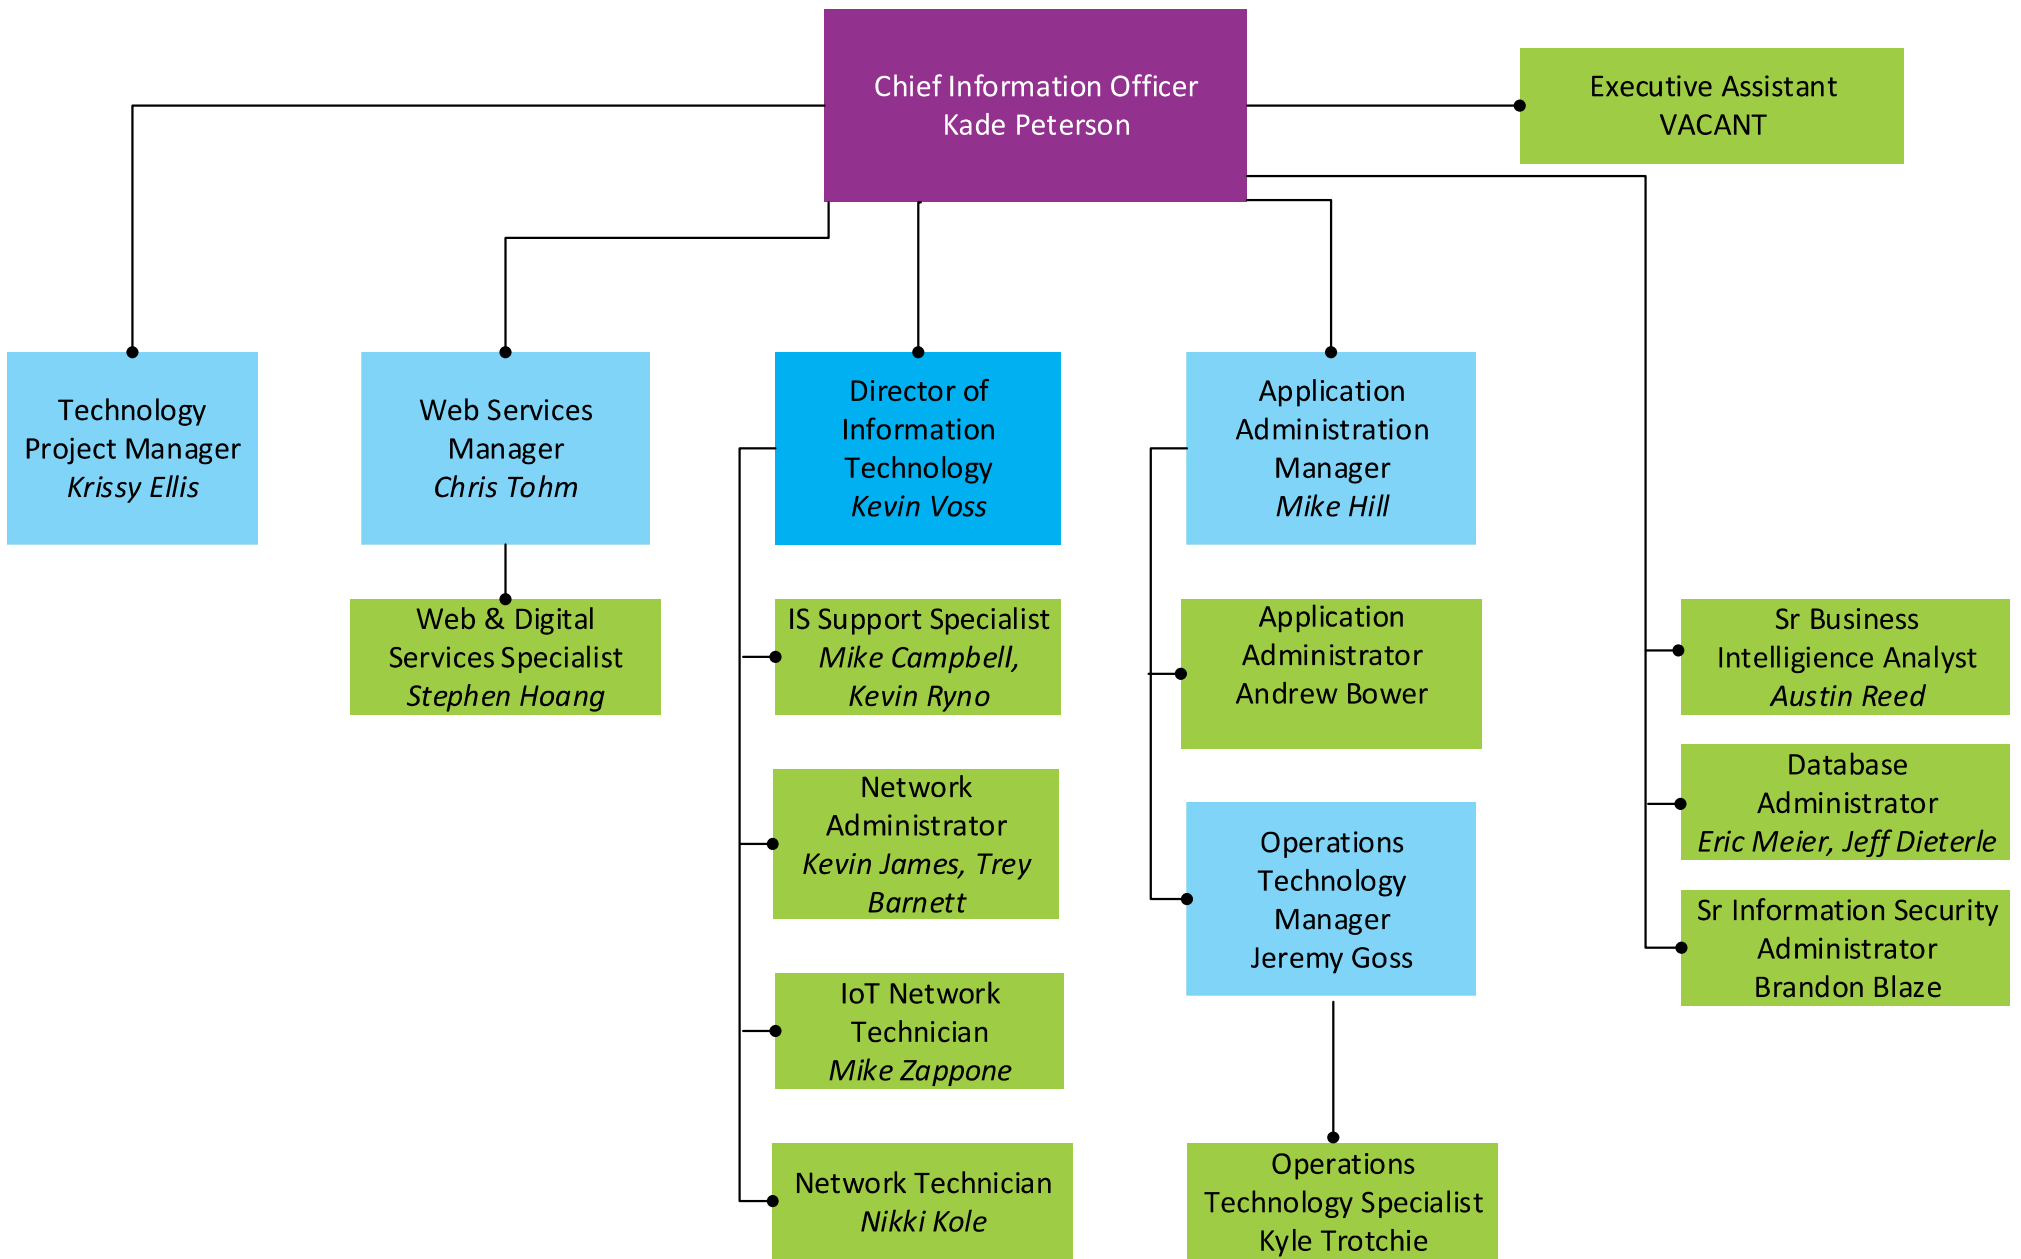 Chief Information Officer
Kade Peterson
Executive Assistant
VACANT
Technology
Project Manager
Krissy Ellis
Web Services
Manager
Chris Tohm
Director of
Information
Technology
Kevin Voss
Application
Administration
Manager
Mike Hill
Web & Digital
Services Specialist
Stephen Hoang
IS Support Specialist
Mike Campbell,
Kevin Ryno
Application
Administrator
Andrew Bower
Sr Business
Intelligience Analyst
Austin Reed
Network
Administrator
Kevin James, Trey
Barnett
Operations
Technology
Manager
Jeremy Goss
Database
Administrator
Eric Meier, Jeff Dieterle
Sr Information Security
Administrator
Brandon Blaze
IoT Network
Technician
Mike Zappone
Network Technician
Nikki Kole
Operations
Technology Specialist
Kyle Trotchie